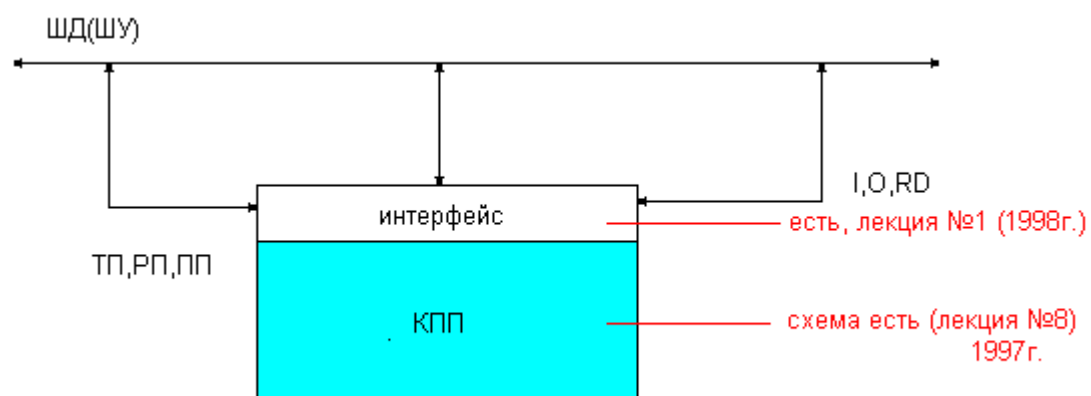 ШД(ШУ)
I,O,RD
интерфейс
есть, лекция №1 (1998г.)
ТП,РП,ПП
КПП
схема есть (лекция №8)
1997г.